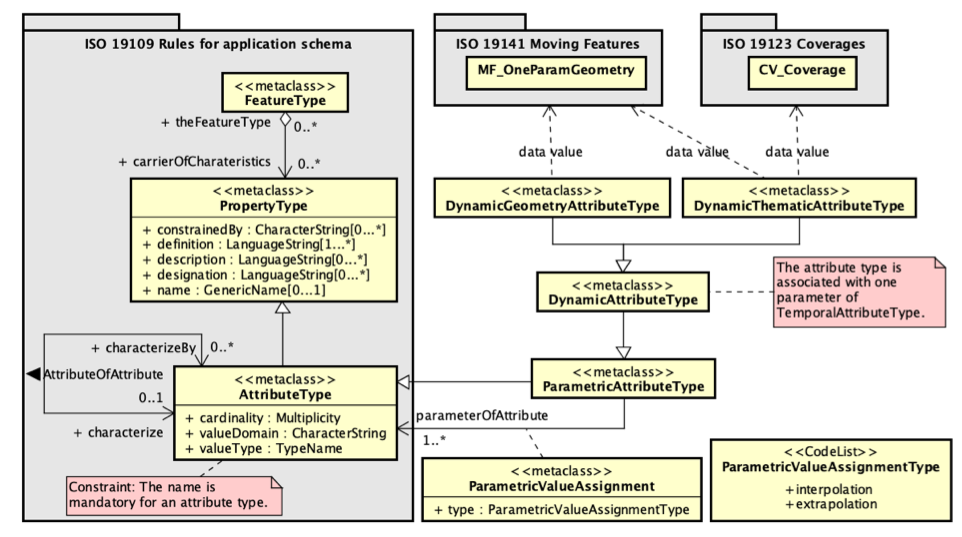 ISO 19109 Rules for application schema
<<metaclass>>
FeatureType
+ theFeatureType
0..*
+ carrierOfCharateristics
0..*
<<metaclass>>
PropertyType
+ constrainedBy : CharacterString[0...*]
+ definition : LanguageString[1...*]
+ description : LanguageString[0...*]
+ designation : LanguageString[0...*]
+ name : GenericName[0...1]
+ characterizeBy
0..*
AttributeOfAttribute
0..1
+ characterize
<<metaclass>>
AttributeType
+ cardinality : Multiplicity
+ valueDomain : CharacterString
+ valueType : TypeName
Constraint: The name is
mandatory for an attribute type.
ISO 19141 Moving Features
MF_OneParamGeometry
ISO 19123 Coverages
CV_Coverage
data value
data value
data value
<<metaclass>>
DynamicGeometryAttributeType
<<metaclass>>
DynamicThematicAttributeType
<<metaclass>>
DynamicAttributeType
The attribute type is
associated with one
parameter of
TemporalAttributeType.
<<metaclass>>
ParametricAttributeType
parameterOfAttribute
1..*
<<metaclass>>
ParametricValueAssignment
+ type : ParametricValueAssignmentType
<<CodeList>>
ParametricValueAssignmentType
+interpolation
+extrapolation